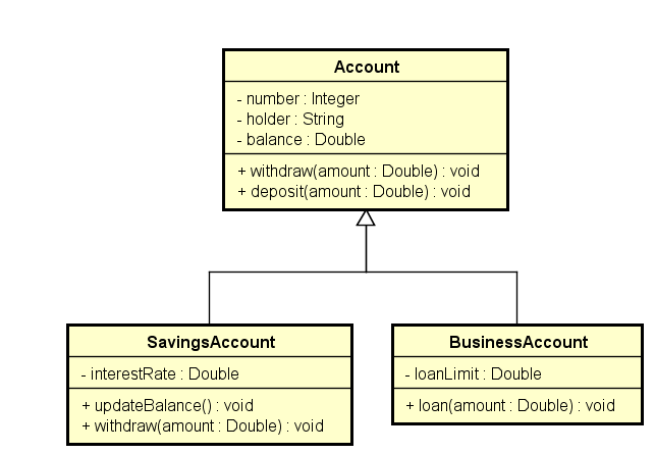 Account
- number : Integer
- holder : String
- balance : Double
+ withdraw(amount : Double) : void
+ deposit(amount : Double) : void
SavingsAccount
- interestRate : Double
+ updateBalance() : void
+ withdraw(amount : Double) : void
BusinessAccount
- loanLimit : Double
+ loan(amount : Double) : void